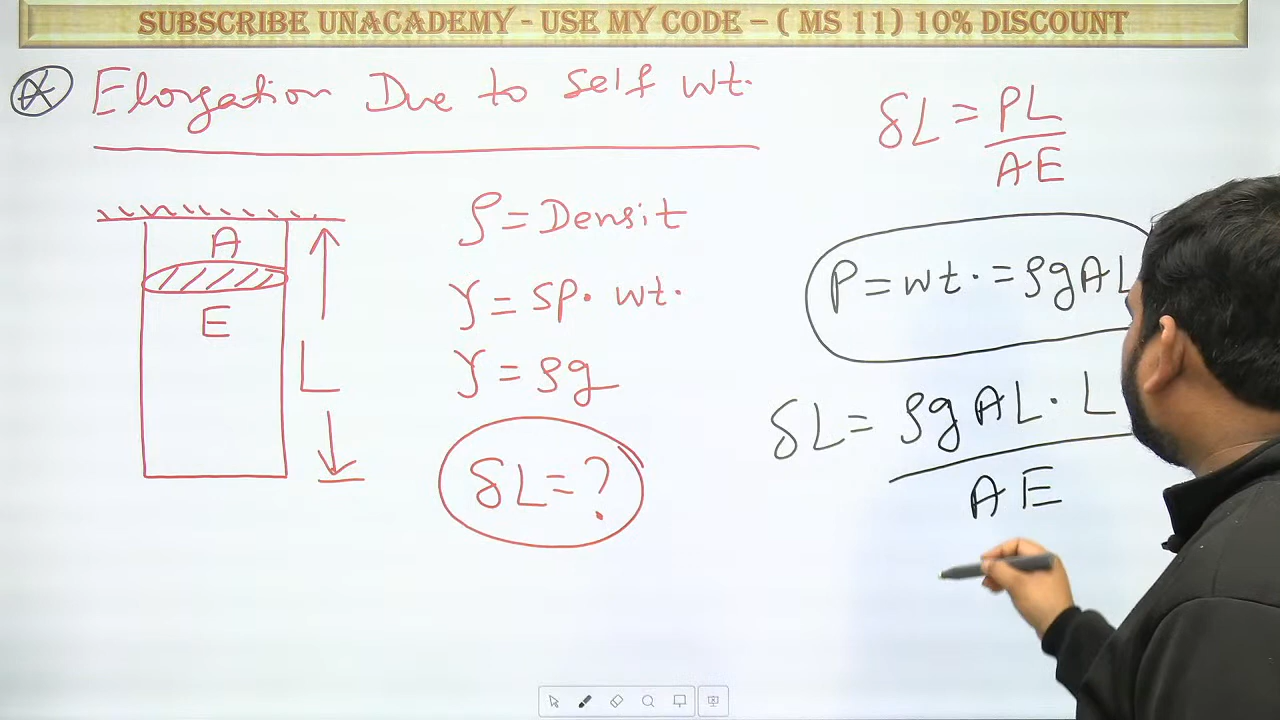 SUBSCRIBE UNACADEMY - USE MY CODE – ( MS 11) 10% DISCOUNT
A Elongation Due to Self wt.
δL = PL / AE
A
E
L
ρ = Densit
γ = SP. wt.
γ = ρg
δL = ?
P = wt. = ρgAL
δL = ρgAL. L / AE